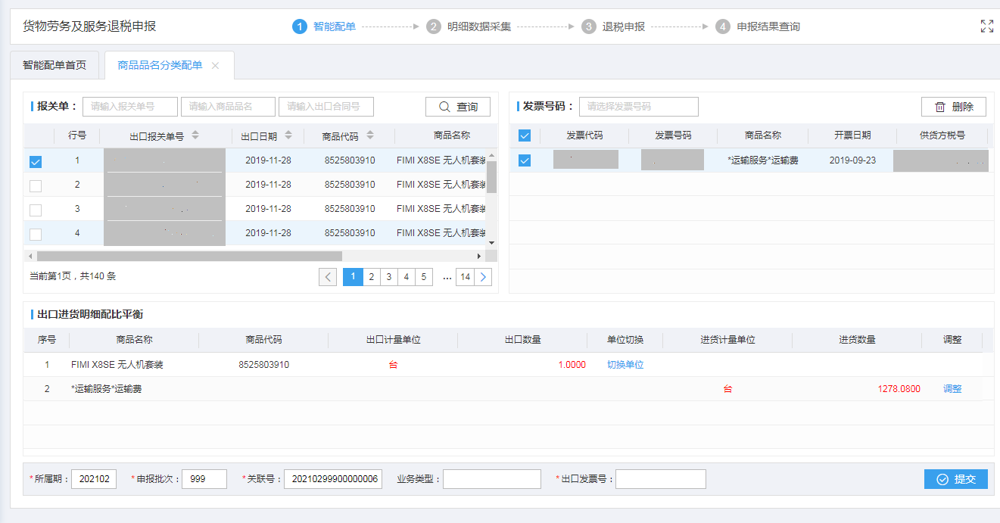 货物劳务及服务退税申报
1 智能配单 2 明细数据采集 3 退税申报 4 申报结果查询
智能配单首页 商品品名分类配单
报关单： 请输入报关单号 请输入商品品名 请输入出口合同号 查询
行号 出口报关单号 出口日期 商品代码 商品名称
1 2019-11-28 8525803910 FIMI X8SE 无人机套装
2 2019-11-28 8525803910 FIMI X8SE 无人机套装
3 2019-11-28 8525803910 FIMI X8SE 无人机套装
4 2019-11-28 8525803910 FIMI X8SE 无人机套装
当前第1页，共140 条 1 2 3 4 5 ... 14
发票号码： 请选择发票号码 删除
发票代码 发票号码 商品名称 开票日期 供货方税号
*运输服务*运输费 2019-09-23
出口进货明细配比平衡
序号 商品名称 商品代码 出口计量单位 出口数量 单位切换 进货计量单位 进货数量 调整
1 FIMI X8SE 无人机套装 8525803910 台 1.0000 切换单位
2 *运输服务*运输费 台 1278.0800 调整
*所属期： 202102 *申报批次： 999 *关联号： 20210299900000006 业务类型： *出口发票号： 提交